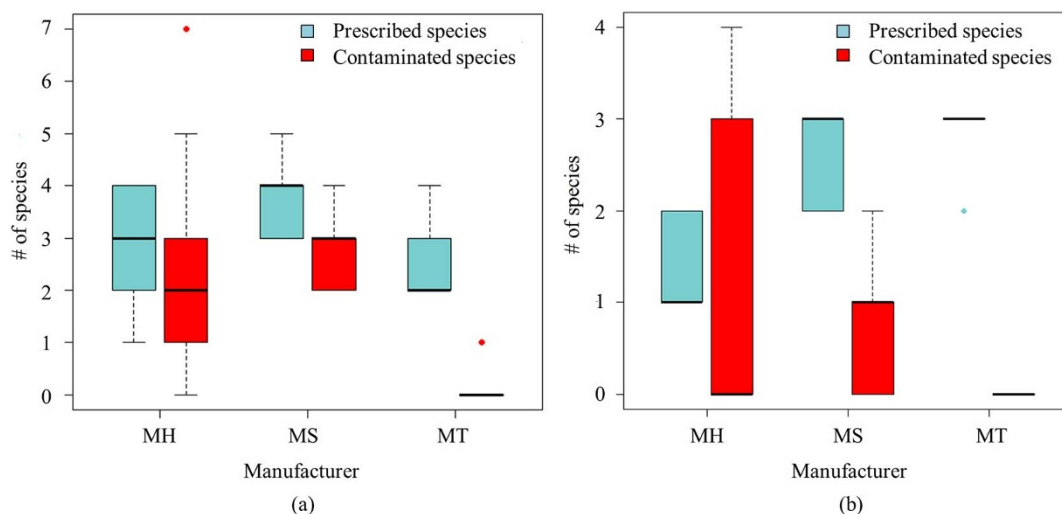 Prescribed species
Contaminated species
# of species
7
6
5
4
3
2
1
0
MH
MS
MT
Manufacturer
(a)
Prescribed species
Contaminated species
# of species
4
3
2
1
0
MH
MS
MT
Manufacturer
(b)